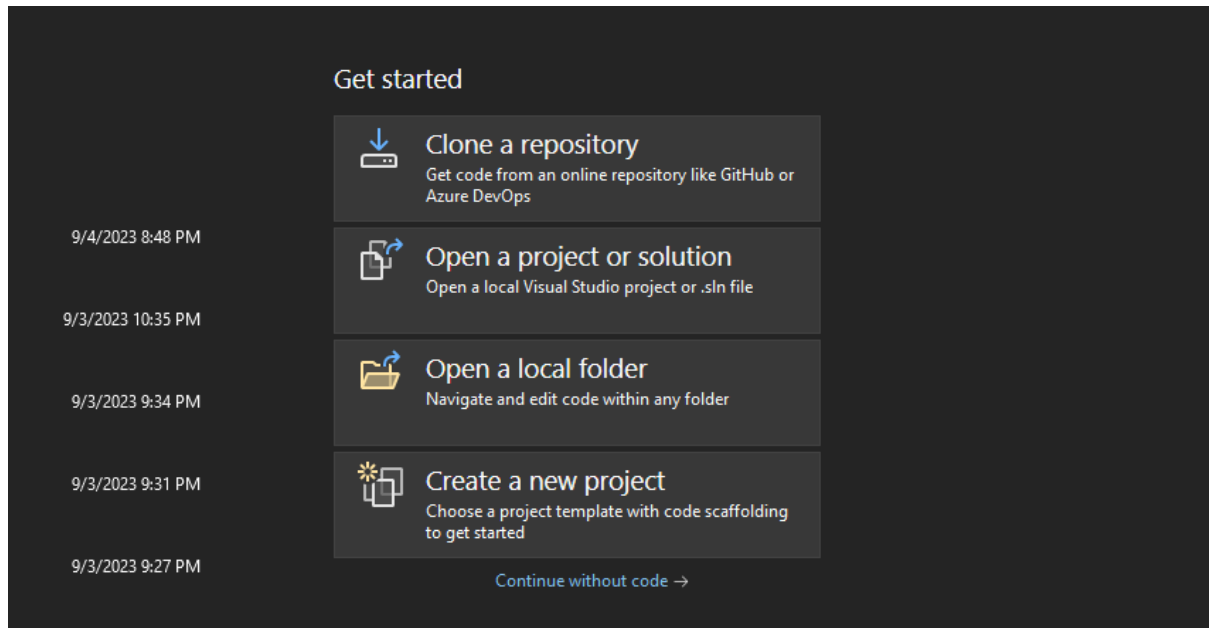 Get started
Clone a repository
Get code from an online repository like GitHub or
Azure DevOps
9/4/2023 8:48 PM
Open a project or solution
Open a local Visual Studio project or .sln file
9/3/2023 10:35 PM
Open a local folder
Navigate and edit code within any folder
9/3/2023 9:34 PM
9/3/2023 9:31 PM
Create a new project
Choose a project template with code scaffolding
to get started
9/3/2023 9:27 PM
Continue without code →